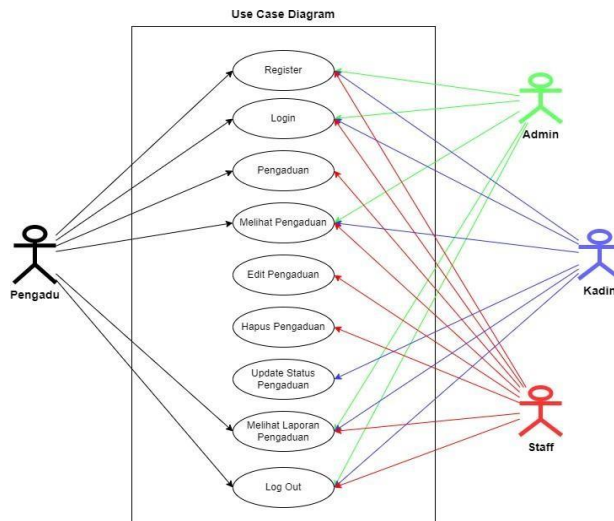 Use Case Diagram
Register
Login
Pengaduan
Melihat Pengaduan
Edit Pengaduan
Hapus Pengaduan
Update Status
Pengaduan
Melihat Laporan
Pengaduan
Log Out
Pengadu
Admin
Kadin
Staff